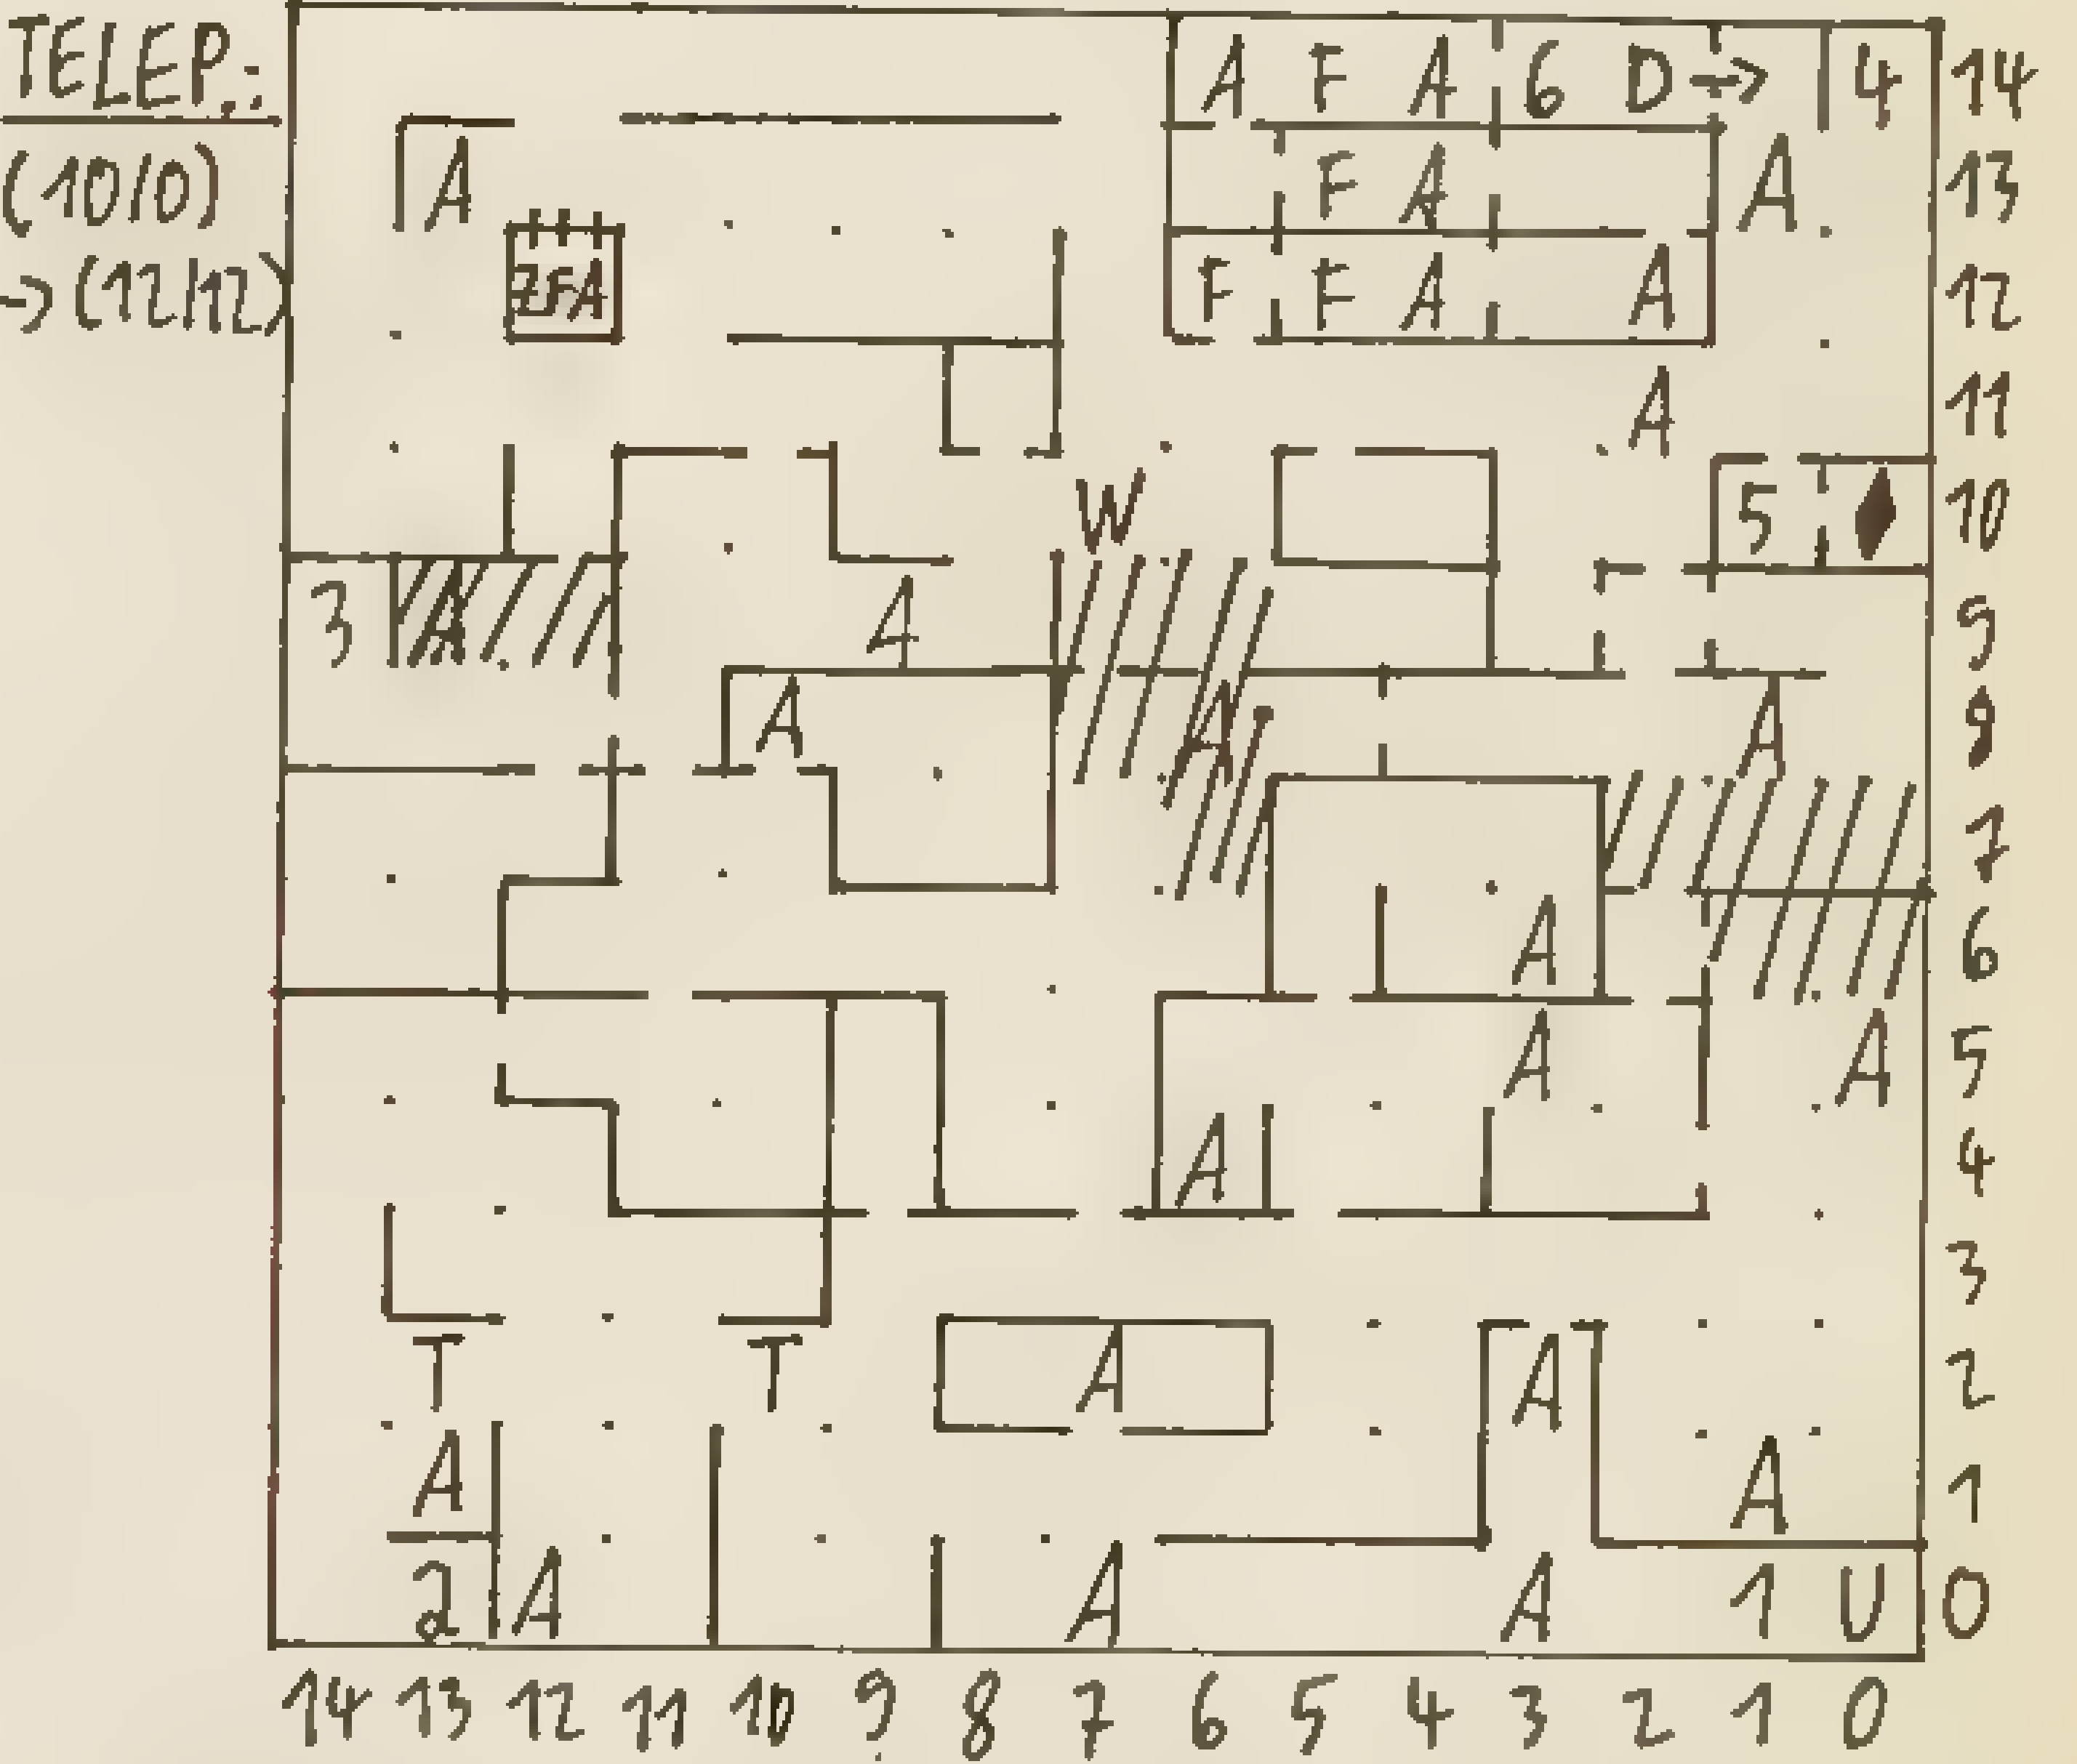 TELEP.:
(10/0)
→(12/12)
A F A 6 D → 4 14
A F A A 13
ZFA F F A A 12
A 11
W 5 10
3 A A 9
A A A 8
7
A 6
A A 5
A 4
3
T T A A 2
A A 1
2 A A A 1 U 0
14 13 12 11 10 9 8 7 6 5 4 3 2 1 0